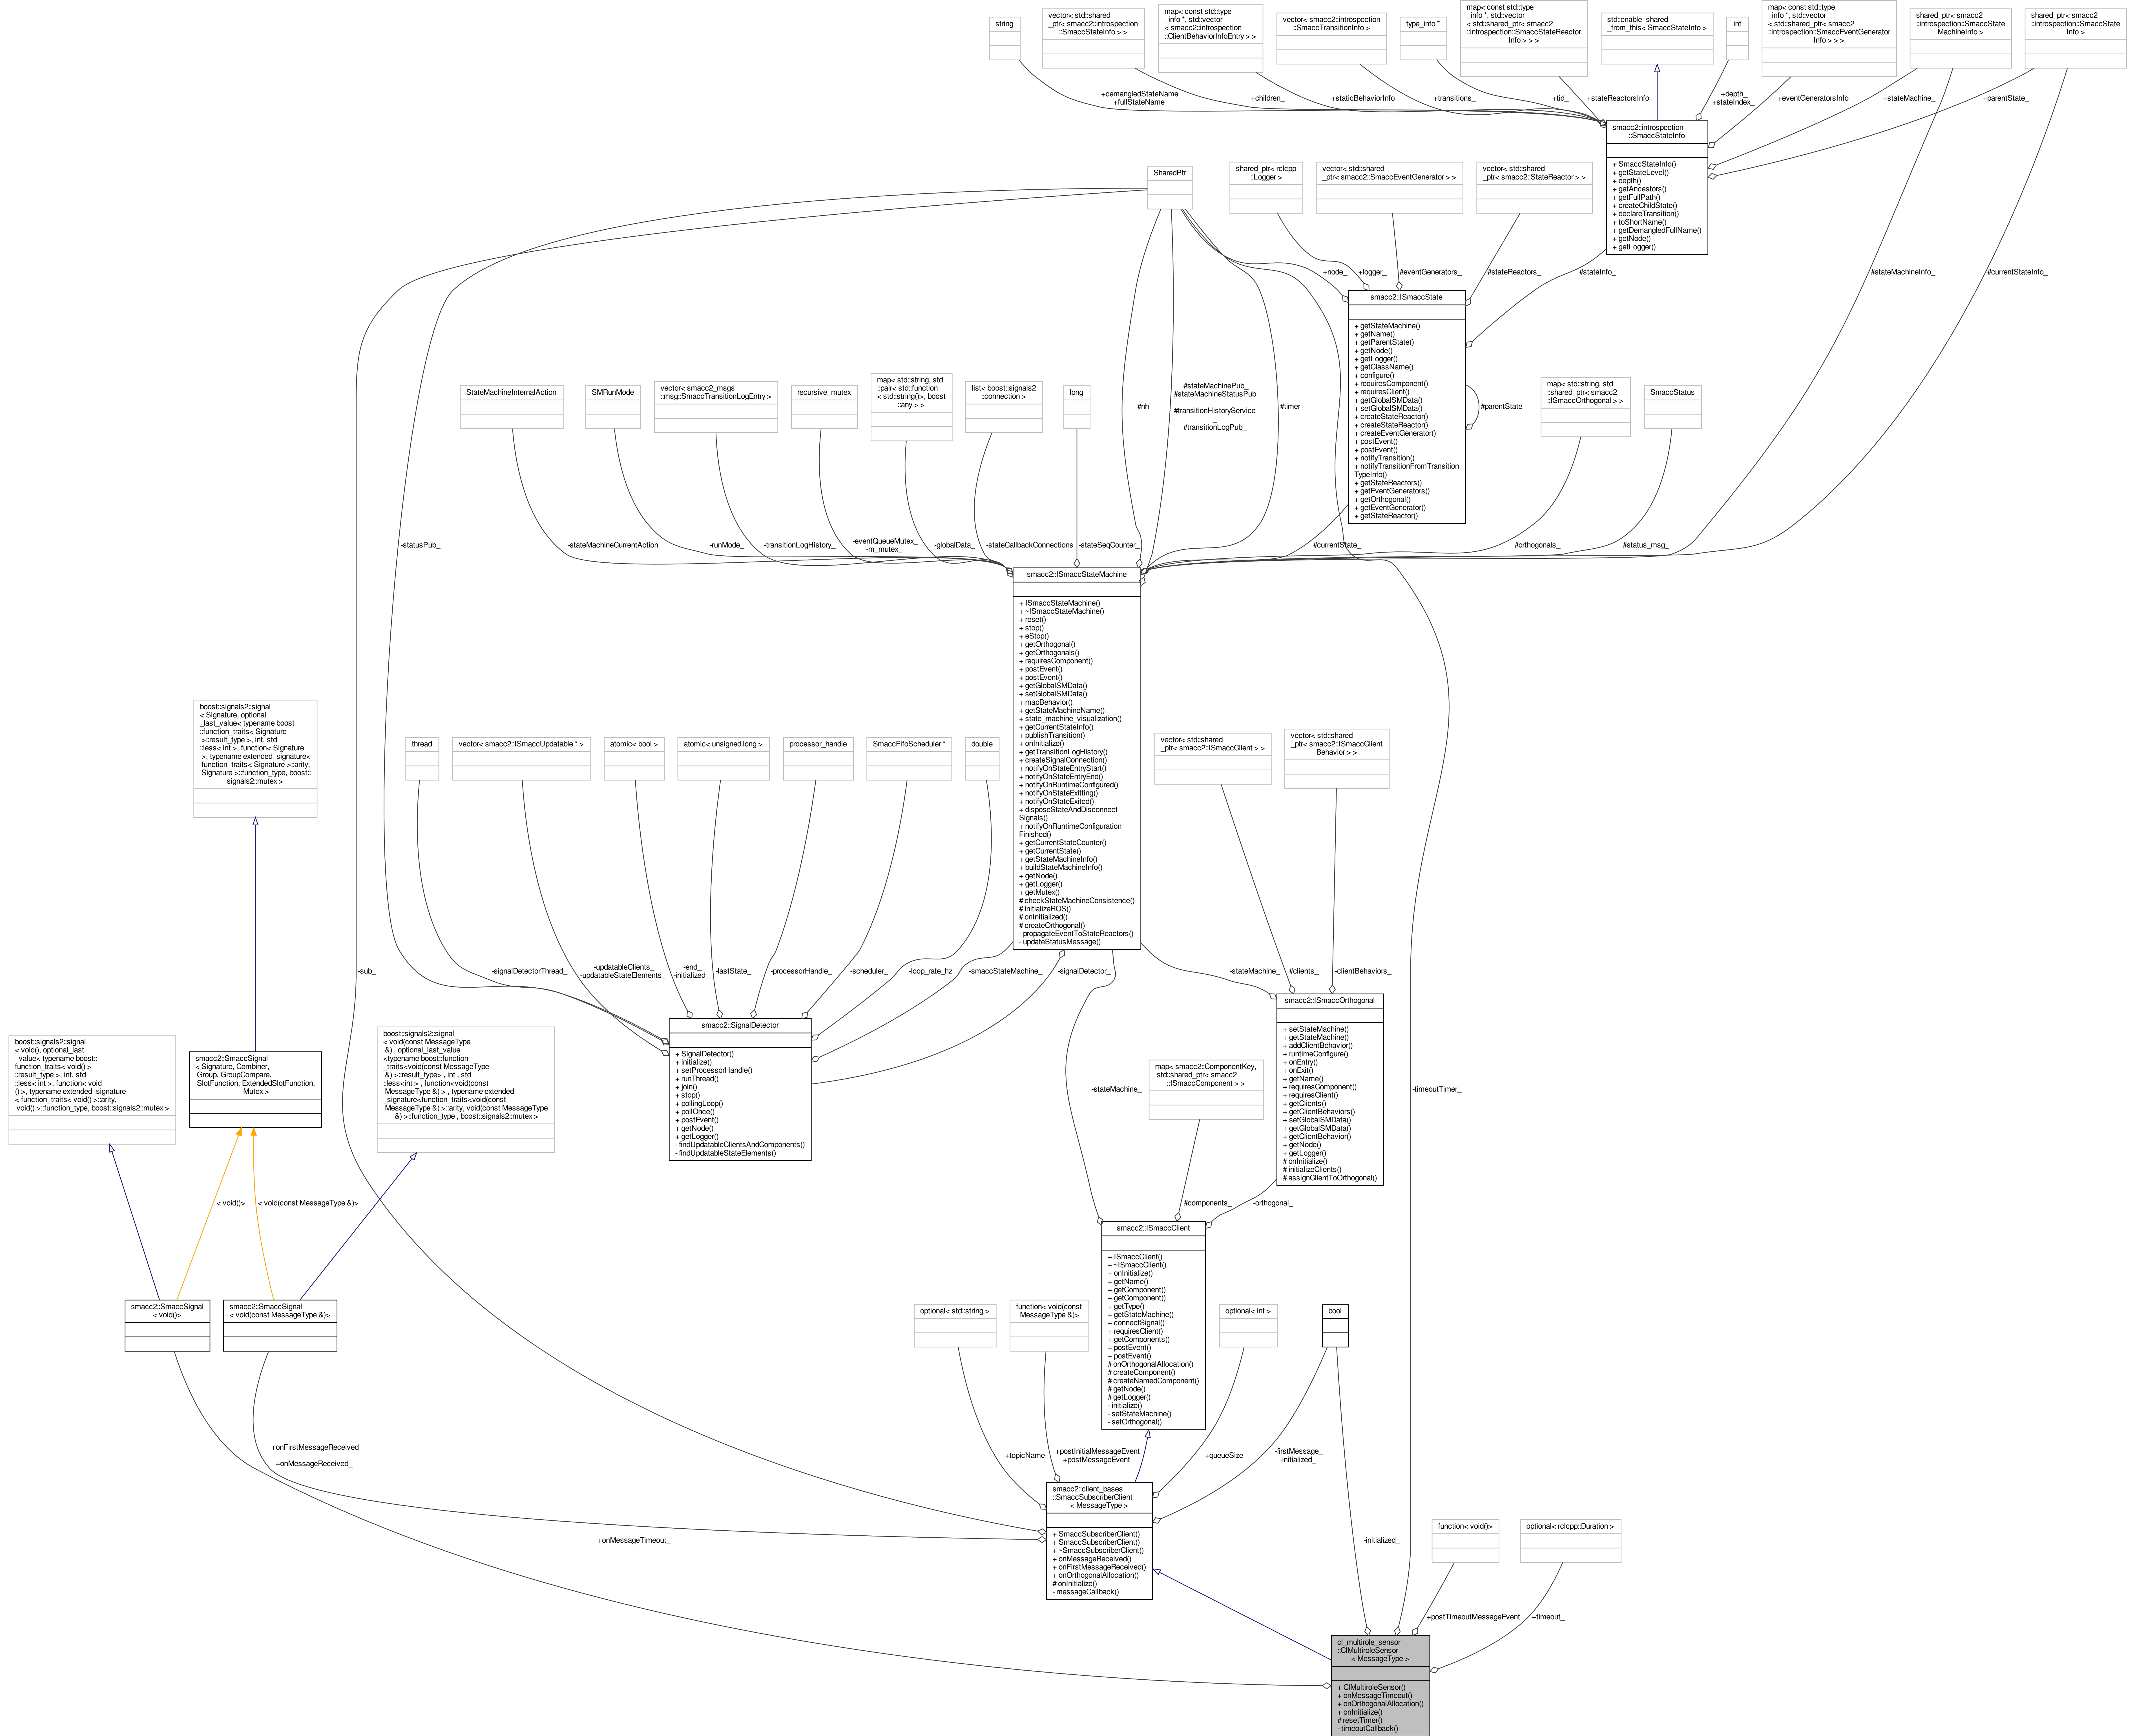 string
vector< std::shared
_ptr< smacc2::introspection
::SmaccStateInfo > >
map< const std::type
_info *, std::vector
< smacc2::introspection
::ClientBehaviorInfoEntry > >
vector< smacc2::introspection
::SmaccTransitionInfo >
type_info *
map< const std::type
_info *, std::vector
< std::shared_ptr< smacc2
::introspection::SmaccStateReactor
Info > > >
std::enable_shared
_from_this< SmaccStateInfo >
int
map< const std::type
_info *, std::vector
< std::shared_ptr< smacc2
::introspection::SmaccEventGenerator
Info > > >
shared_ptr< smacc2
::introspection::SmaccState
MachineInfo >
shared_ptr< smacc2
::introspection::SmaccState
Info >
+demangledStateName
+fullStateName
+children_
+staticBehaviorInfo
+transitions_
+tid_
+stateReactorsInfo
+depth_
+stateIndex_
+eventGeneratorsInfo
+stateMachine_
+parentState_
smacc2::introspection
::SmaccStateInfo
+ SmaccStateInfo()
+ getStateLevel()
+ depth()
+ getAncestors()
+ getFullPath()
+ createChildState()
+ declareTransition()
+ toShortName()
+ getDemangledFullName()
+ getNode()
+ getLogger()
SharedPtr
shared_ptr< rclcpp
::Logger >
vector< std::shared
_ptr< smacc2::SmaccEventGenerator > >
vector< std::shared
_ptr< smacc2::StateReactor > >
+node_
+logger_
#eventGenerators_
#stateReactors_
#stateInfo_
#stateMachineInfo_
#currentStateInfo_
smacc2::ISmaccState
+ getStateMachine()
+ getName()
+ getParentState()
+ getNode()
+ getLogger()
+ getClassName()
+ configure()
+ requiresComponent()
+ requiresClient()
+ getGlobalSMData()
+ setGlobalSMData()
+ createStateReactor()
+ createStateReactor()
+ createEventGenerator()
+ postEvent()
+ postEvent()
+ notifyTransition()
+ notifyTransitionFromTransition
TypeInfo()
+ getStateReactors()
+ getEventGenerators()
+ getOrthogonal()
+ getEventGenerator()
+ getStateReactor()
#parentState_
StateMachineInternalAction
SMRunMode
vector< smacc2_msgs
::msg::SmaccTransitionLogEntry >
recursive_mutex
map< std::string, std
::pair< std::function
< std::string()>, boost
::any > >
list< boost::signals2
::connection >
long
#nh_
#stateMachinePub_
#stateMachineStatusPub
_
#transitionHistoryService
_
#transitionLogPub_
#timer_
map< std::string, std
::shared_ptr< smacc2
::ISmaccOrthogonal > >
SmaccStatus
-statusPub_
-stateMachineCurrentAction
-runMode_
-transitionLogHistory_
-eventQueueMutex_
-m_mutex_
-globalData_
-stateCallbackConnections
-stateSeqCounter_
#currentState_
#orthogonals_
#status_msg_
smacc2::ISmaccStateMachine
+ ISmaccStateMachine()
+ ~ISmaccStateMachine()
+ reset()
+ stop()
+ eStop()
+ getOrthogonal()
+ getOrthogonals()
+ requiresComponent()
+ postEvent()
+ postEvent()
+ getGlobalSMData()
+ setGlobalSMData()
+ mapBehavior()
+ getStateMachineName()
+ state_machine_visualization()
+ getCurrentStateInfo()
+ publishTransition()
+ onInitialize()
+ getTransitionLogHistory()
+ createSignalConnection()
+ notifyOnStateEntryStart()
+ notifyOnStateEntryEnd()
+ notifyOnRuntimeConfigured()
+ notifyOnStateExitting()
+ notifyOnStateExited()
+ disposeStateAndDisconnect
Signals()
+ notifyOnRuntimeConfiguration
Finished()
+ getCurrentStateCounter()
+ getCurrentState()
+ getStateMachineInfo()
+ buildStateMachineInfo()
+ getNode()
+ getLogger()
+ getMutex()
# checkStateMachineConsistence()
# initializeROS()
# onInitialized()
# createOrthogonal()
- propagateEventToStateReactors()
- updateStatusMessage()
boost::signals2::signal
< Signature, optional
_last_value< typename boost
::function_traits< Signature
>::result_type >, int, std
::less< int >, function< Signature
>, typename extended_signature<
function_traits< Signature >::arity,
Signature >::function_type, boost::
signals2::mutex >
thread
vector< smacc2::ISmaccUpdatable * >
atomic< bool >
atomic< unsigned long >
processor_handle
SmaccFifoScheduler *
double
vector< std::shared
_ptr< smacc2::ISmaccClient > >
vector< std::shared
_ptr< smacc2::ISmaccClient
Behavior > >
-sub_
-signalDetectorThread_
-updatableClients_
-updatableStateElements_
-end_
-initialized_
-lastState_
-processorHandle_
-scheduler_
-loop_rate_hz
-smaccStateMachine_
-signalDetector_
-stateMachine_
#clients_
-clientBehaviors_
smacc2::SignalDetector
+ SignalDetector()
+ initialize()
+ setProcessorHandle()
+ runThread()
+ join()
+ stop()
+ pollingLoop()
+ pollOnce()
+ postEvent()
+ getNode()
+ getLogger()
- findUpdatableClientsAndComponents()
- findUpdatableStateElements()
smacc2::ISmaccOrthogonal
+ setStateMachine()
+ getStateMachine()
+ addClientBehavior()
+ runtimeConfigure()
+ onEntry()
+ onExit()
+ getName()
+ requiresComponent()
+ requiresClient()
+ getClients()
+ getClientBehaviors()
+ setGlobalSMData()
+ getGlobalSMData()
+ getClientBehavior()
+ getNode()
+ getLogger()
# onInitialize()
# initializeClients()
# assignClientToOrthogonal()
boost::signals2::signal
< void(), optional_last
_value< typename boost::
function_traits< void() >
::result_type >, int, std
::less< int >, function< void
() >, typename extended_signature
< function_traits< void() >::arity,
void() >::function_type, boost::signals2::mutex >
smacc2::SmaccSignal
< Signature, Combiner,
Group, GroupCompare,
SlotFunction, ExtendedSlotFunction,
Mutex >
boost::signals2::signal
< void(const MessageType
&) , optional_last_value
<typename boost::function
_traits<void(const MessageType
&) >::result_type> , int , std
::less<int > , function<void(const
MessageType &) > , typename extended
_signature<function_traits<void(const
MessageType &) >::arity, void(const MessageType
&) >::function_type , boost::signals2::mutex >
map< smacc2::ComponentKey,
std::shared_ptr< smacc2
::ISmaccComponent > >
-stateMachine_
-timeoutTimer_
< void()>
< void(const MessageType &)>
#components_
-orthogonal_
smacc2::ISmaccClient
+ ISmaccClient()
+ ~ISmaccClient()
+ onInitialize()
+ getName()
+ getComponent()
+ getComponent()
+ getType()
+ getStateMachine()
+ connectSignal()
+ requiresClient()
+ getComponents()
+ postEvent()
+ postEvent()
# onOrthogonalAllocation()
# createComponent()
# createNamedComponent()
# getNode()
# getLogger()
- initialize()
- setStateMachine()
- setOrthogonal()
smacc2::SmaccSignal
< void()>
smacc2::SmaccSignal
< void(const MessageType &)>
optional< std::string >
function< void(const
MessageType &)>
optional< int >
bool
+onFirstMessageReceived
_
+onMessageReceived_
+topicName
+postInitialMessageEvent
+postMessageEvent
+queueSize
-firstMessage_
-initialized_
smacc2::client_bases
::SmaccSubscriberClient
< MessageType >
+ SmaccSubscriberClient()
+ SmaccSubscriberClient()
+ ~SmaccSubscriberClient()
+ onMessageReceived()
+ onFirstMessageReceived()
+ onOrthogonalAllocation()
# onInitialize()
- messageCallback()
+onMessageTimeout_
-initialized_
function< void()>
optional< rclcpp::Duration >
+postTimeoutMessageEvent
+timeout_
cl_multirole_sensor
::ClMultiroleSensor
< MessageType >
+ ClMultiroleSensor()
+ onMessageTimeout()
+ onOrthogonalAllocation()
+ onInitialize()
# resetTimer()
- timeoutCallback()